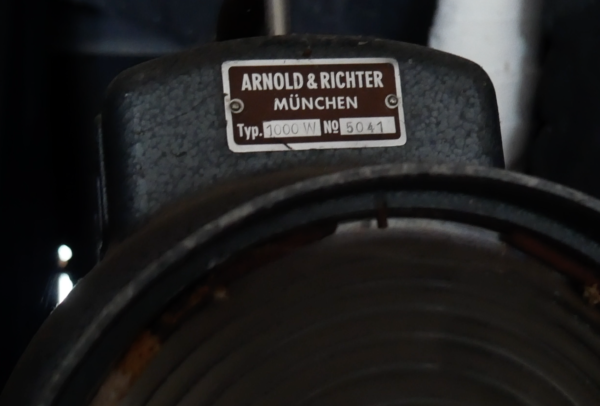 ARNOLD & RICHTER
MÜNCHEN
Typ. 1000 W № 5041